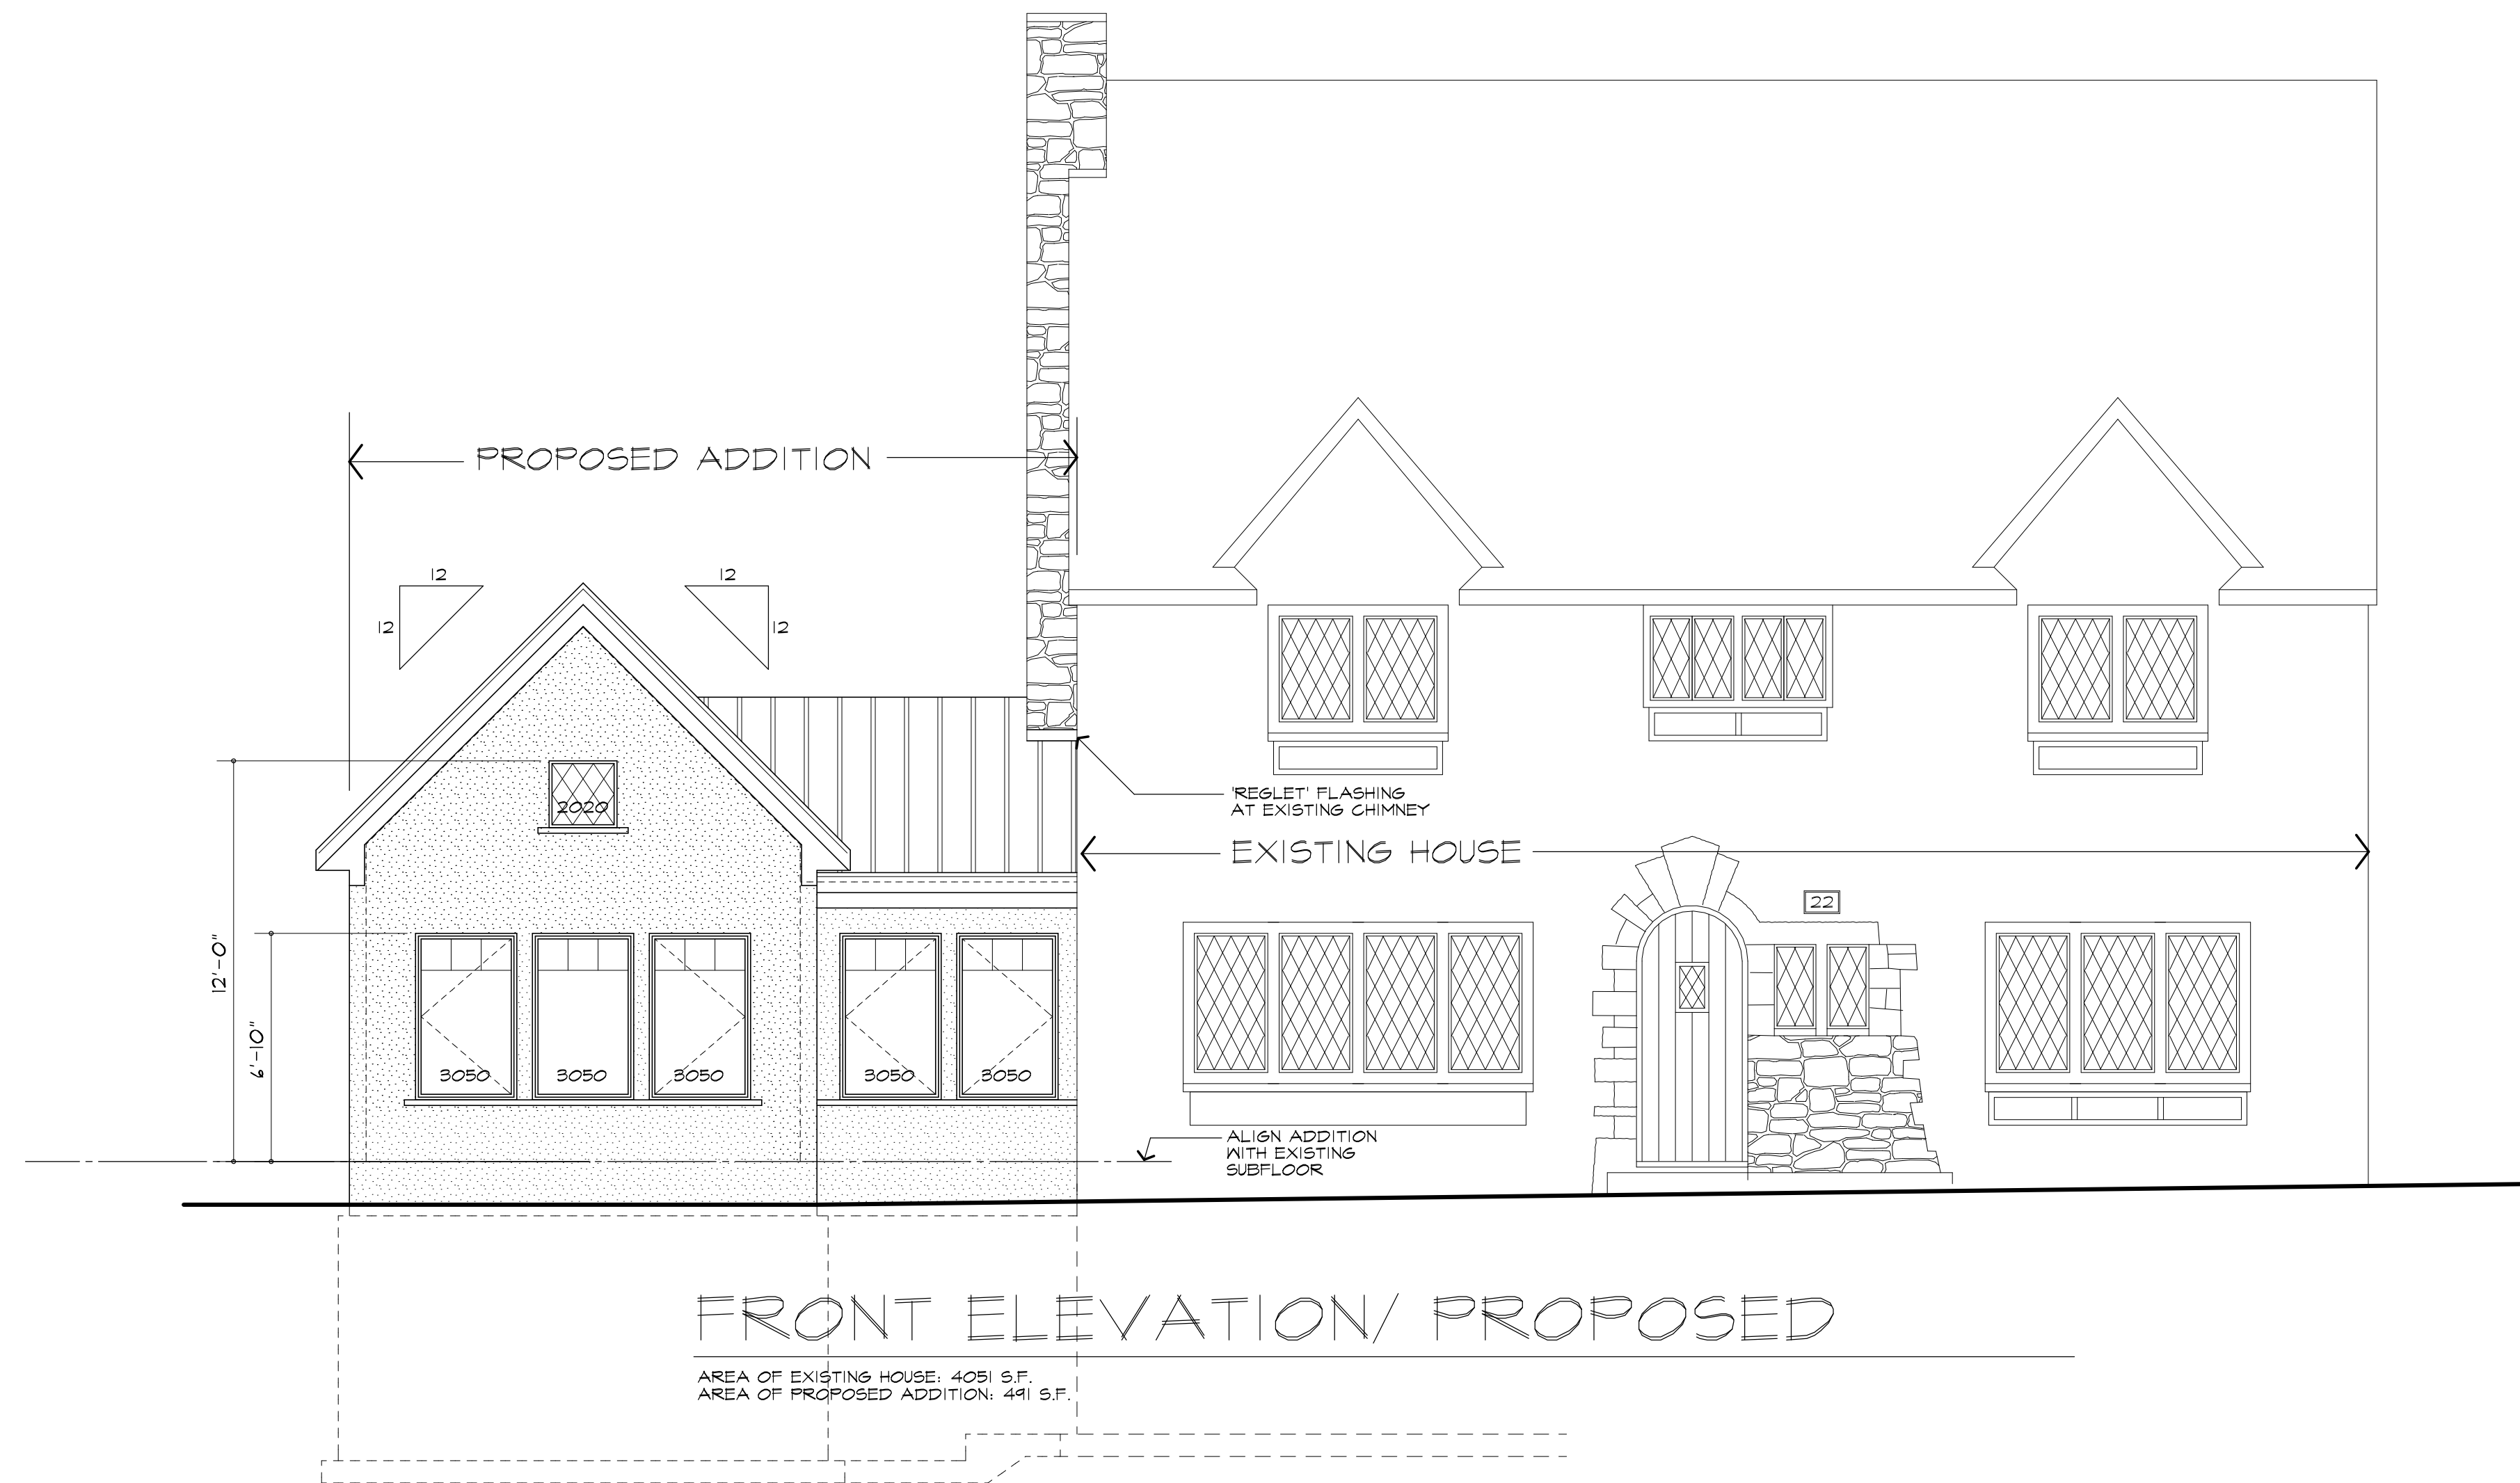 PROPOSED ADDITION
12
12
12
12
2020
'REGLET' FLASHING
AT EXISTING CHIMNEY
EXISTING HOUSE
22
12'-0"
6'-10"
3050
3050
3050
3050
3050
ALIGN ADDITION
WITH EXISTING
SUBFLOOR
FRONT ELEVATION/ PROPOSED
AREA OF EXISTING HOUSE: 4051 S.F.
AREA OF PROPOSED ADDITION: 491 S.F.